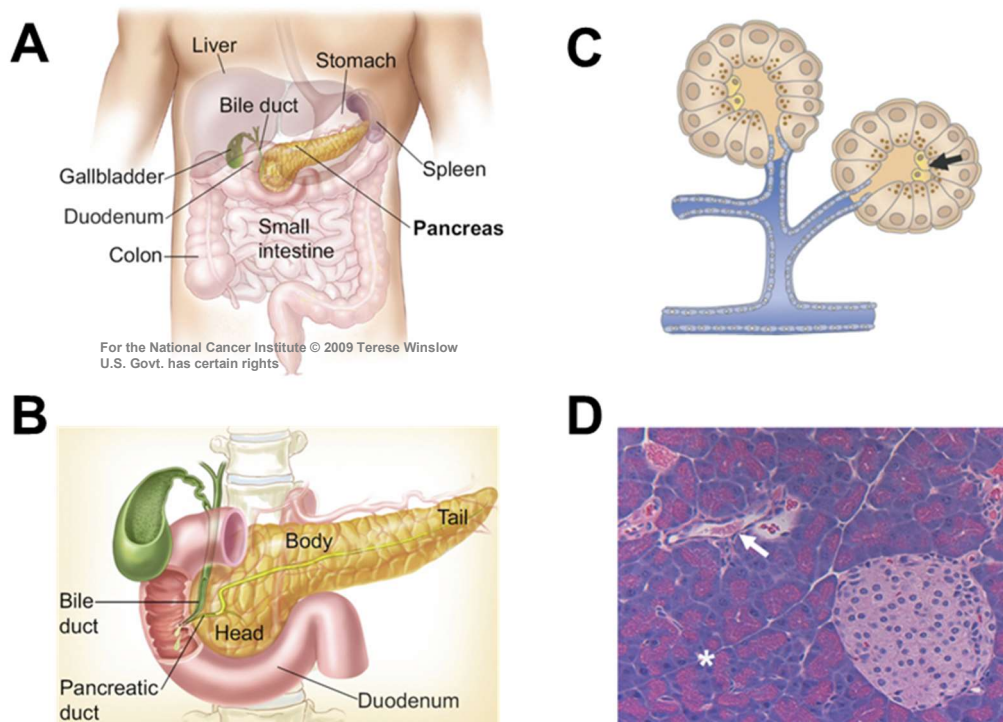 A
Liver
Stomach
Bile duct
Gallbladder
Spleen
Duodenum
Small
intestine
Pancreas
Colon
For the National Cancer Institute © 2009 Terese Winslow
U.S. Govt. has certain rights
B
Tail
Body
Bile
duct
Head
Pancreatic
duct
Duodenum
C
D
*